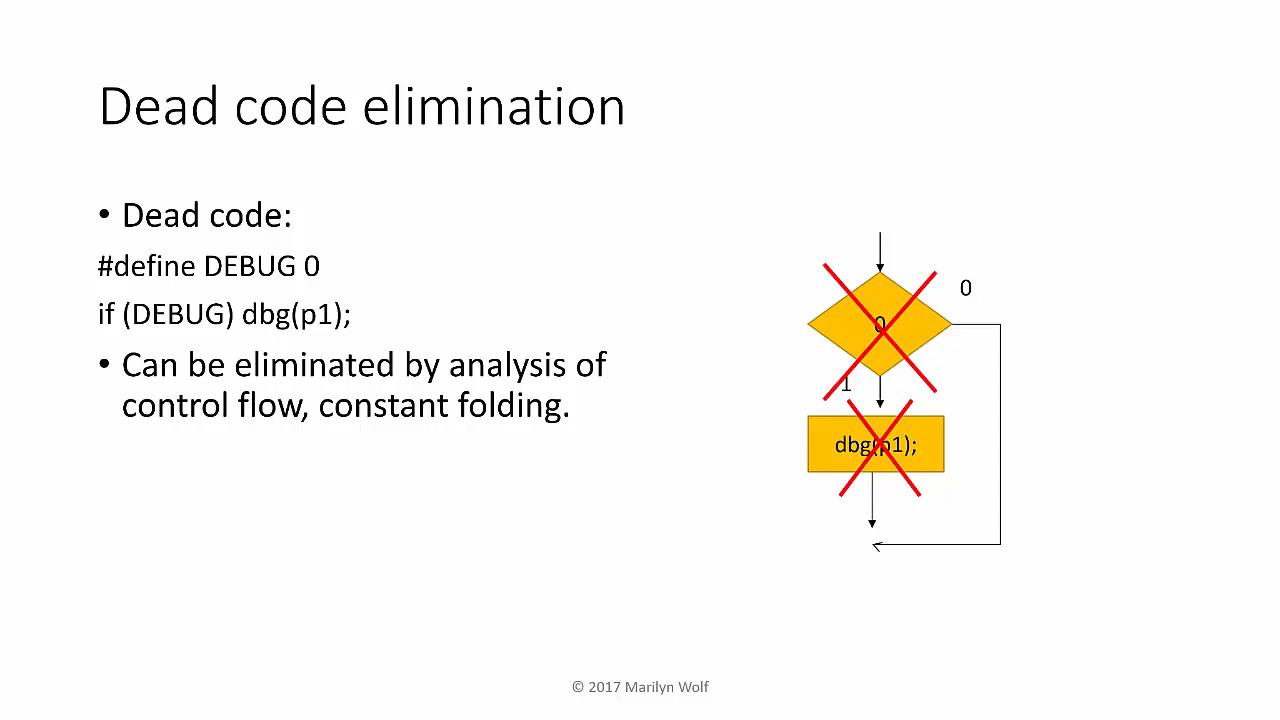 Dead code elimination
• Dead code:
#define DEBUG 0
if (DEBUG) dbg(p1);
• Can be eliminated by analysis of
control flow, constant folding.
0
0
1
dbg(p1);
© 2017 Marilyn Wolf